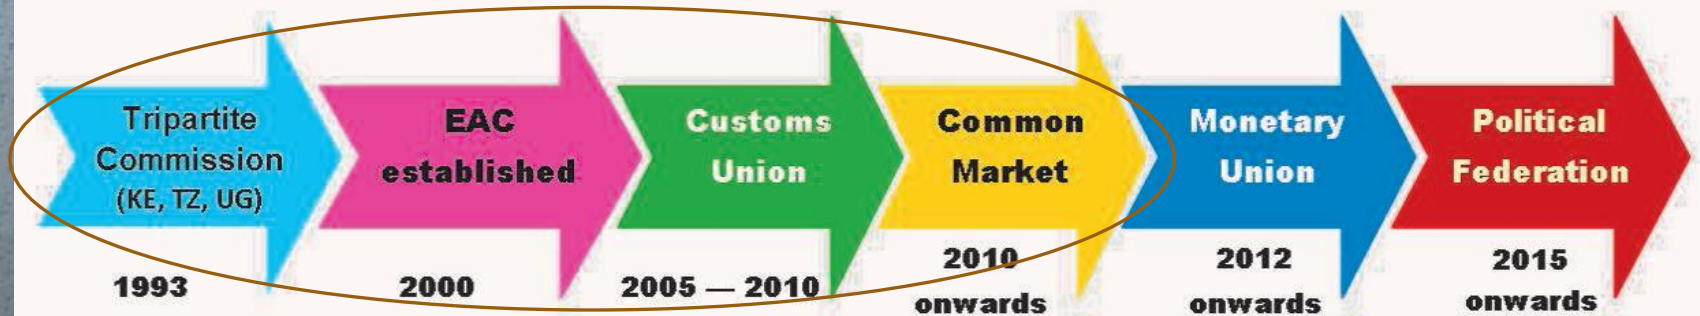 Tripartite
Commission
(KE, TZ, UG)
1993
EAC
established
2000
Customs
Union
2005 — 2010
Common
Market
2010
onwards
Monetary
Union
2012
onwards
Political
Federation
2015
onwards